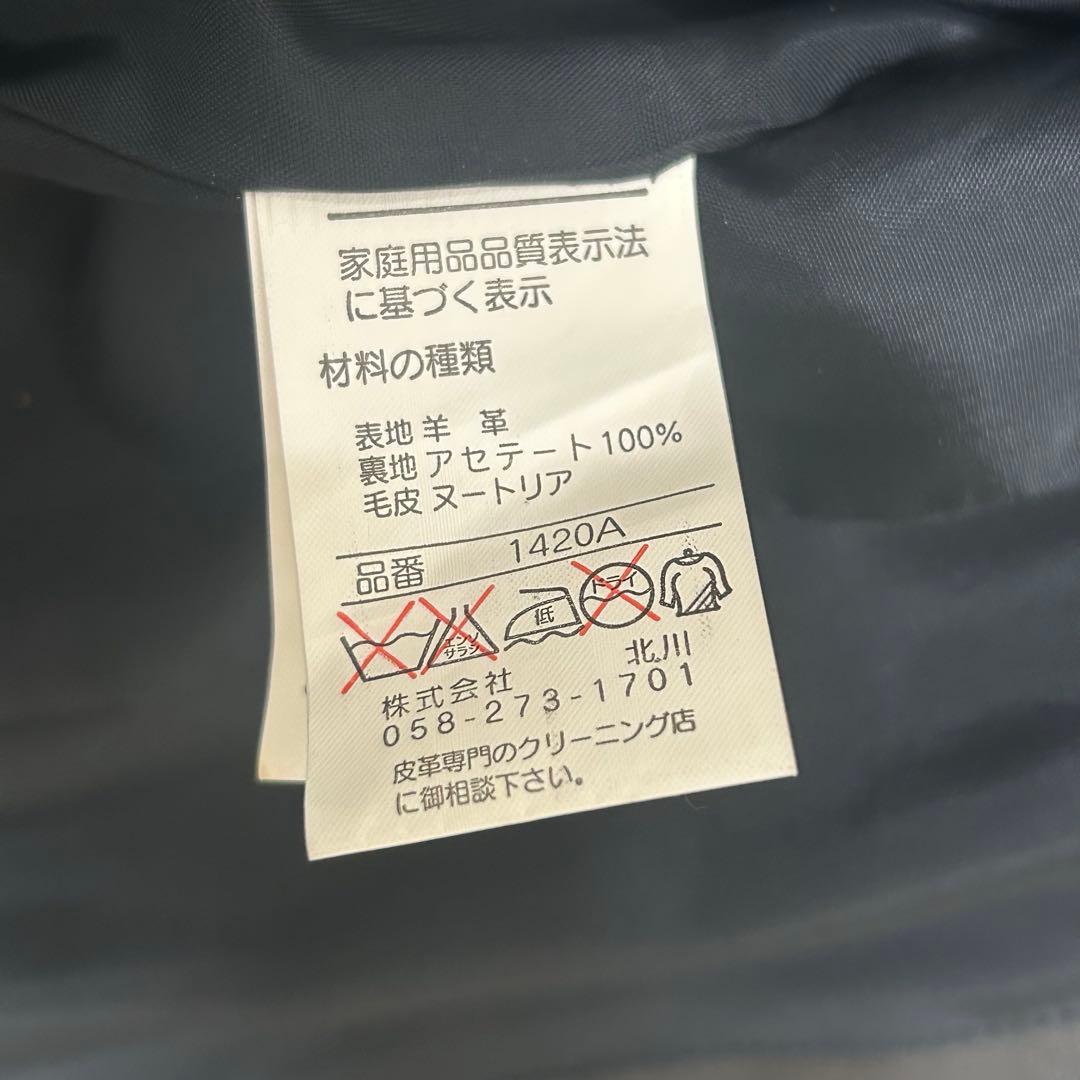 家庭用品品質表示法
に基づく表示
材料の種類
表地 羊 革
裏地 アセテート 100%
毛皮 ヌートリア
品番 1420A
エンソサラシ 低 ドライ
株式会社 北川
058-273-1701
皮革専門のクリーニング店
に御相談下さい。